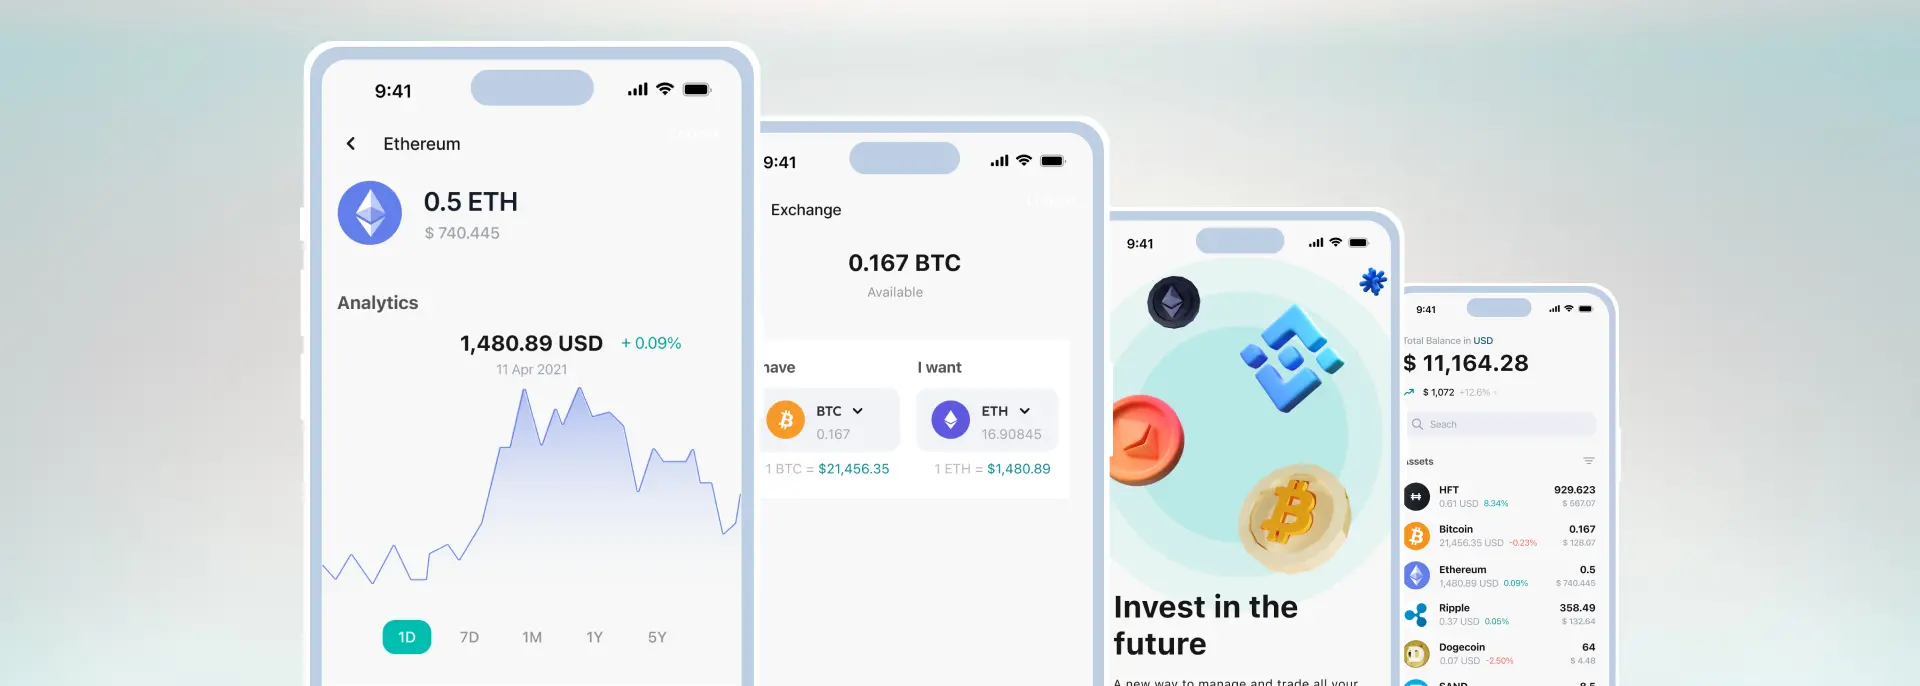 9:41
Ethereum
0.5 ETH
$ 740.445
Analytics
1,480.89 USD + 0.09%
11 Apr 2021
1D 7D 1M 1Y 5Y
9:41
Exchange
0.167 BTC
Available
have I want
BTC ETH
0.167 16.90845
1 BTC = $21,456.35 1 ETH = $1,480.89
9:41
Invest in the
future
A new way to manage and trade all your
9:41
Total Balance in USD
$ 11,164.28
$ 1,072 +12.6%
Seach
Assets
HFT 929.623
0.61 USD 8.34% $ 567.07
Bitcoin 0.167
21,456.35 USD -0.23% $ 128.07
Ethereum 0.5
1,480.89 USD 0.09% $ 740.445
Ripple 358.49
0.37 USD 0.05% $ 132.64
Dogecoin 64
0.07 USD -2.50% $ 4.48
SAND 8.5